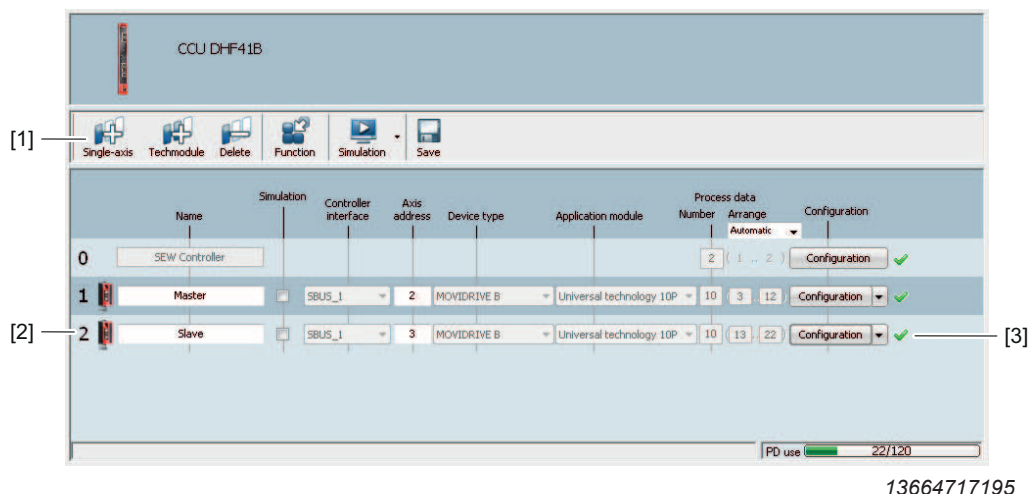 CCU DHF41B
[1]
Single-axis Techmodule Delete Function Simulation Save
Name Simulation Controller interface Axis address Device type Application module Process data Number Arrange Configuration
Automatic
0 SEW Controller 2 ( 1 .. 2 ) Configuration
1 Master SBUS_1 2 MOVIDRIVE B Universal technology 10P 10 ( 3 .. 12 ) Configuration
[2] 2 Slave SBUS_1 3 MOVIDRIVE B Universal technology 10P 10 ( 13 .. 22 ) Configuration [3]
PD use 22/120
13664717195